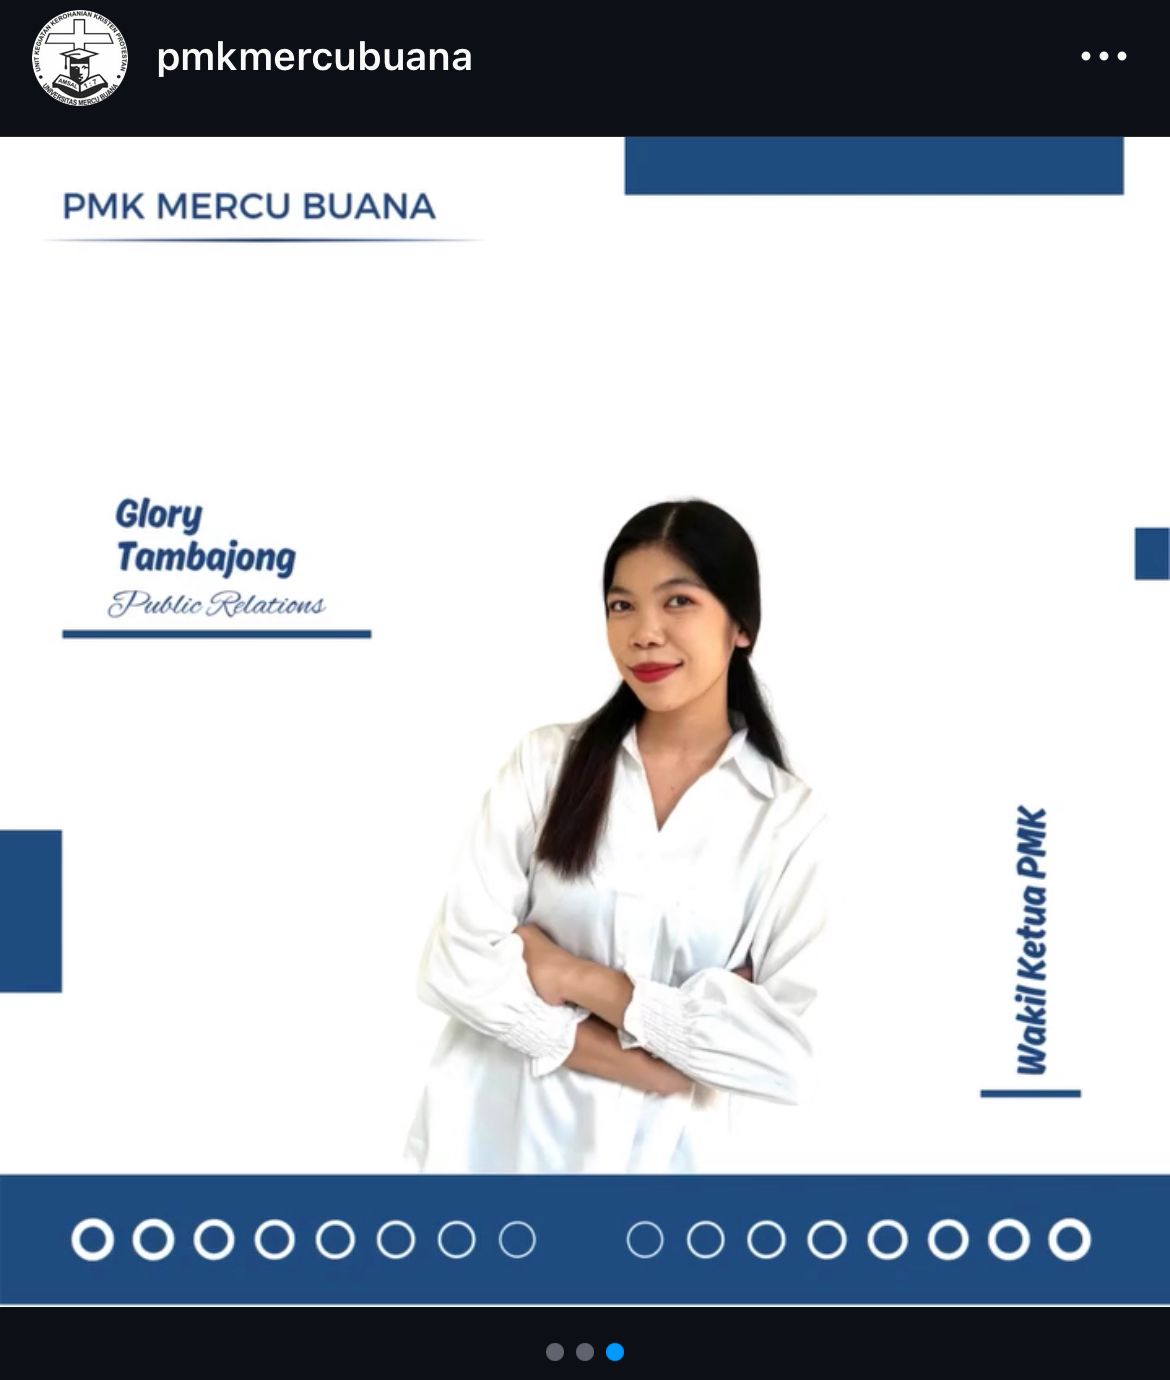 UNIT KEGIATAN KEROHANIAN KRISTEN PROTESTAN
AMSAL 1:7
UNIVERSITAS MERCU BUANA
pmkmercubuana
PMK MERCU BUANA
Glory
Tambajong
Public Relations
Wakil Ketua PMK